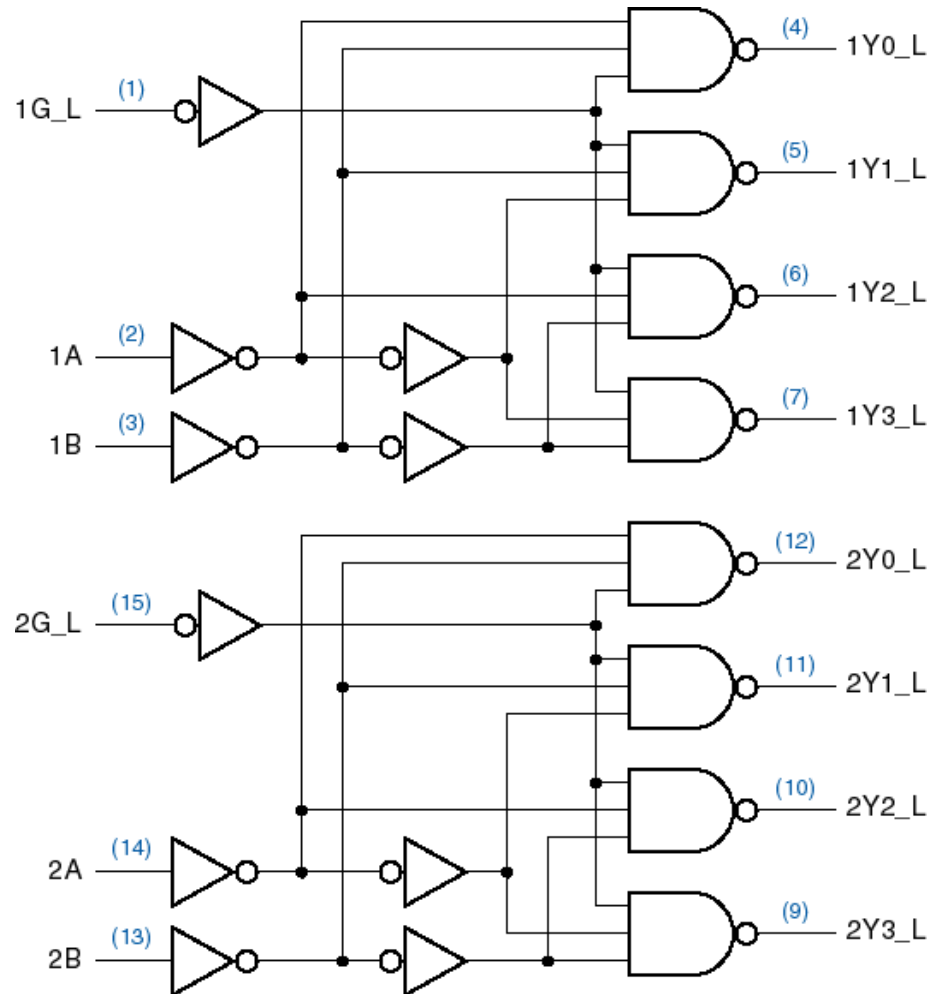 (4) 1Y0_L
1G_L (1)
(5) 1Y1_L
(6) 1Y2_L
1A (2)
(7) 1Y3_L
1B (3)
(12) 2Y0_L
2G_L (15)
(11) 2Y1_L
(10) 2Y2_L
2A (14)
(9) 2Y3_L
2B (13)